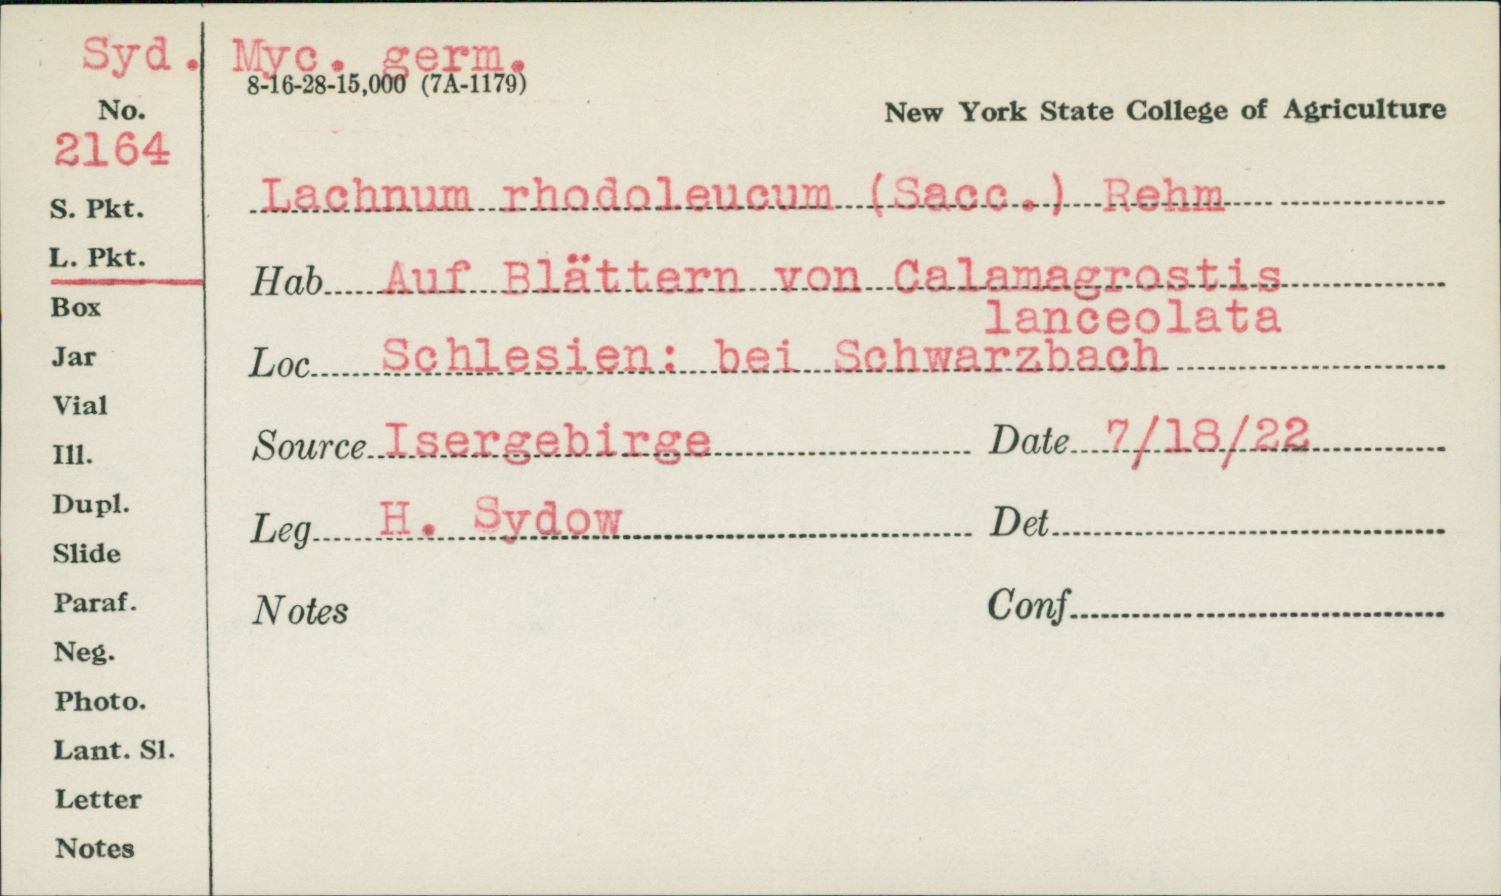 Syd. Myc. germ.
8-16-28-15,000 (7A-1179)
New York State College of Agriculture
No.
2164
S. Pkt.
L. Pkt.
Box
Jar
Vial
Ill.
Dupl.
Slide
Paraf.
Neg.
Photo.
Lant. Sl.
Letter
Notes
Lachnum rhodoleucum (Sacc.) Rehm
Hab Auf Blättern von Calamagrostis
lanceolata
Loc Schlesien: bei Schwarzbach
Source Isergebirge Date 7/18/22
Leg H. Sydow Det
Notes Conf